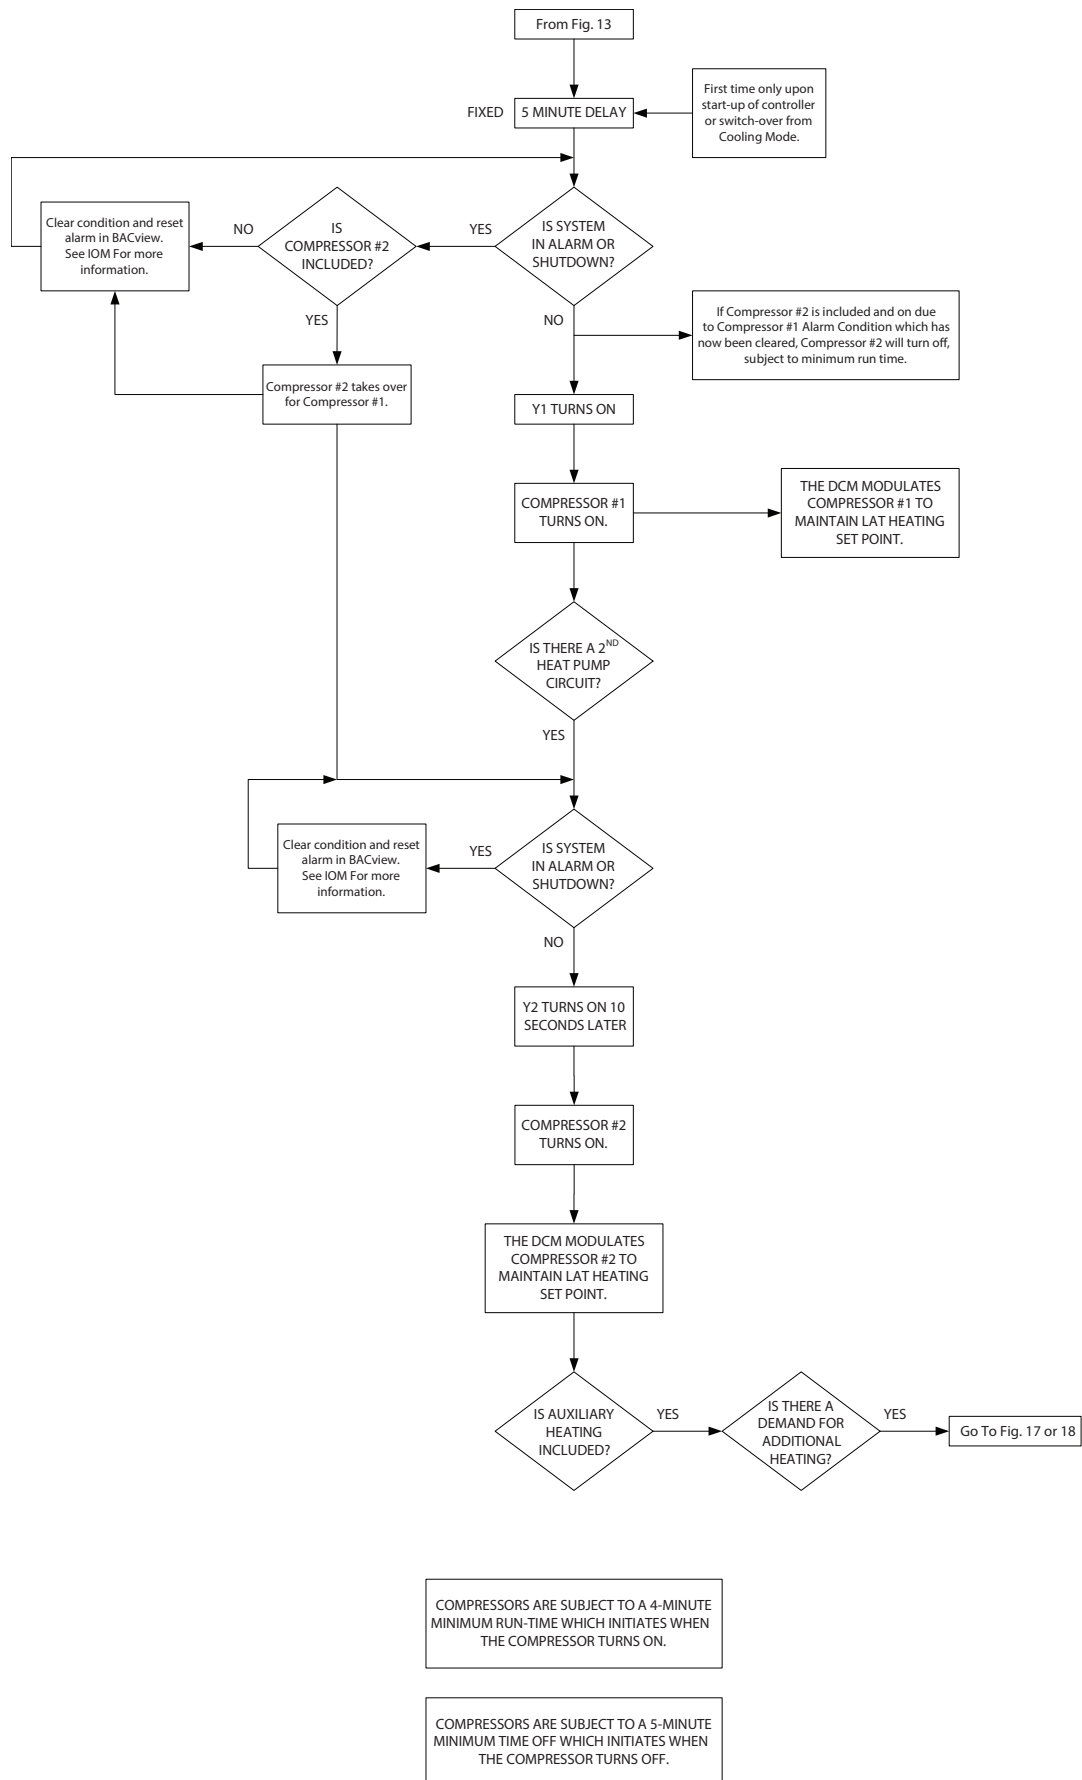 From Fig. 13
FIXED
5 MINUTE DELAY
First time only upon
start-up of controller
or switch-over from
Cooling Mode.
IS SYSTEM
IN ALARM OR
SHUTDOWN?
YES
IS
COMPRESSOR #2
INCLUDED?
NO
Clear condition and reset
alarm in BACview.
See IOM For more
information.
YES
Compressor #2 takes over
for Compressor #1.
NO
If Compressor #2 is included and on due
to Compressor #1 Alarm Condition which has
now been cleared, Compressor #2 will turn off,
subject to minimum run time.
Y1 TURNS ON
COMPRESSOR #1
TURNS ON.
THE DCM MODULATES
COMPRESSOR #1 TO
MAINTAIN LAT HEATING
SET POINT.
IS THERE A 2ND
HEAT PUMP
CIRCUIT?
YES
IS SYSTEM
IN ALARM OR
SHUTDOWN?
YES
Clear condition and reset
alarm in BACview.
See IOM For more
information.
NO
Y2 TURNS ON 10
SECONDS LATER
COMPRESSOR #2
TURNS ON.
THE DCM MODULATES
COMPRESSOR #2 TO
MAINTAIN LAT HEATING
SET POINT.
IS AUXILIARY
HEATING
INCLUDED?
YES
IS THERE A
DEMAND FOR
ADDITIONAL
HEATING?
YES
Go To Fig. 17 or 18
COMPRESSORS ARE SUBJECT TO A 4-MINUTE
MINIMUM RUN-TIME WHICH INITIATES WHEN
THE COMPRESSOR TURNS ON.
COMPRESSORS ARE SUBJECT TO A 5-MINUTE
MINIMUM TIME OFF WHICH INITIATES WHEN
THE COMPRESSOR TURNS OFF.